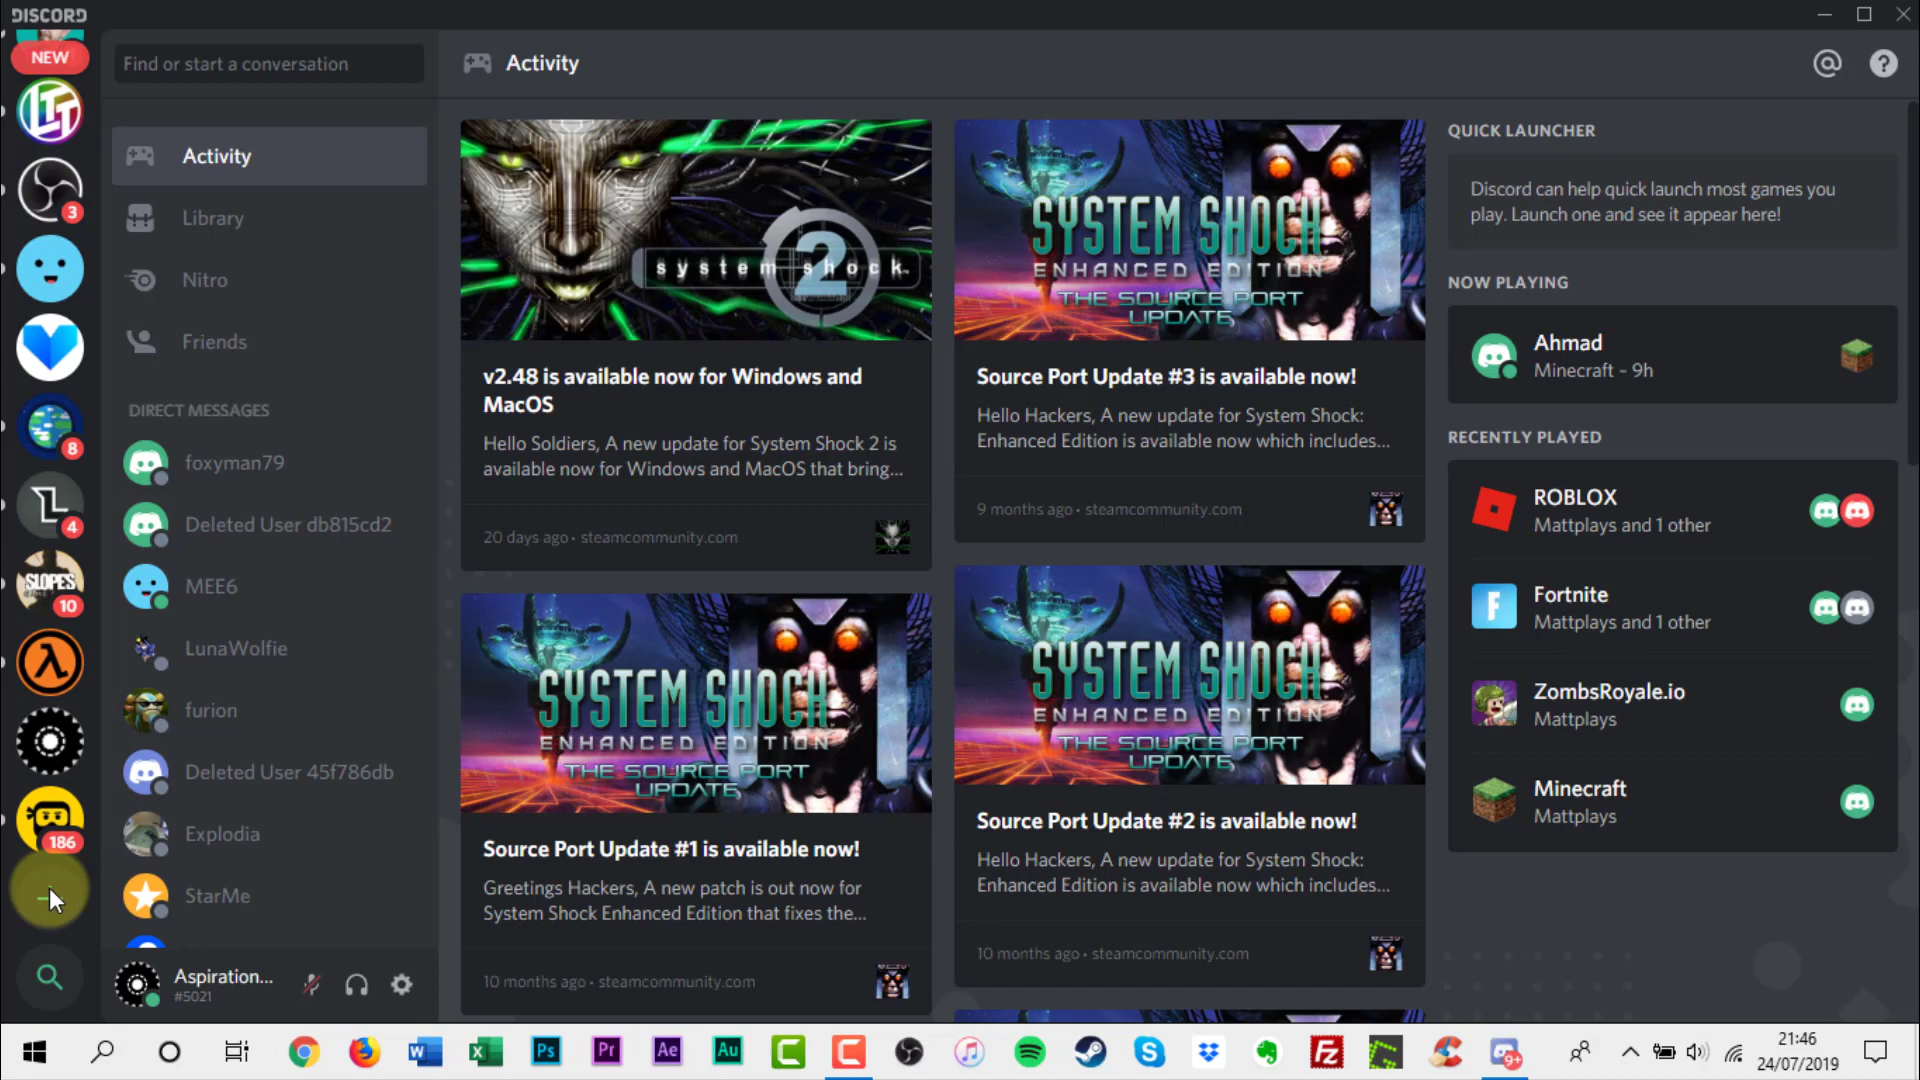 DISCORD
NEW
LTT
3
8
4
SLOPES
10
186
Find or start a conversation
Activity
Library
Nitro
Friends
DIRECT MESSAGES
foxyman79
Deleted User db815cd2
MEE6
LunaWolfie
furion
Deleted User 45f786db
Explodia
StarMe
Aspiration...
#5021
Activity
system shock
2
v2.48 is available now for Windows and
MacOS
Hello Soldiers, A new update for System Shock 2 is
available now for Windows and MacOS that bring...
20 days ago • steamcommunity.com
SYSTEM SHOCK
ENHANCED EDITION
THE SOURCE PORT
UPDATE
Source Port Update #1 is available now!
Greetings Hackers, A new patch is out now for
System Shock Enhanced Edition that fixes the...
10 months ago • steamcommunity.com
SYSTEM SHOCK
ENHANCED EDITION
THE SOURCE PORT
UPDATE
Source Port Update #3 is available now!
Hello Hackers, A new update for System Shock:
Enhanced Edition is available now which includes...
9 months ago • steamcommunity.com
SYSTEM SHOCK
ENHANCED EDITION
THE SOURCE PORT
UPDATE
Source Port Update #2 is available now!
Hello Hackers, A new update for System Shock:
Enhanced Edition is available now which includes...
10 months ago • steamcommunity.com
@
?
QUICK LAUNCHER
Discord can help quick launch most games you
play. Launch one and see it appear here!
NOW PLAYING
Ahmad
Minecraft – 9h
RECENTLY PLAYED
ROBLOX
Mattplays and 1 other
F
Fortnite
Mattplays and 1 other
ZombsRoyale.io
Mattplays
Minecraft
Mattplays
W
X
Ps
Pr
Ae
Au
C
C
S
FZ
9+
21:46
24/07/2019